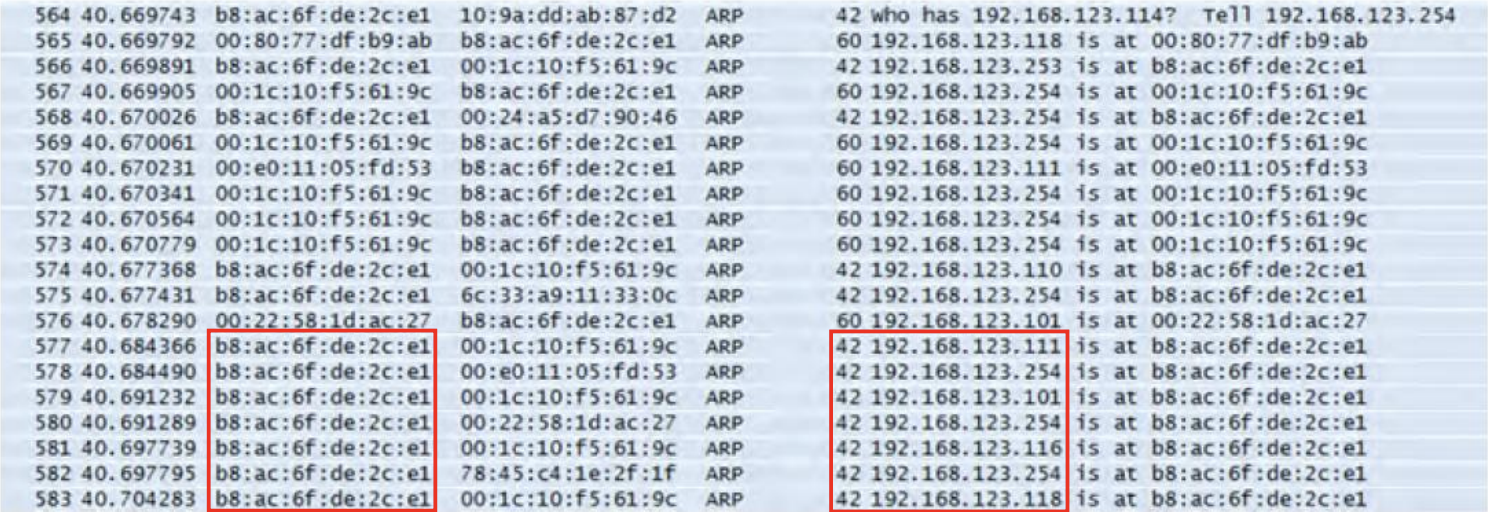 564 40.669743 b8:ac:6f:de:2c:e1 10:9a:dd:ab:87:d2 ARP 42 Who has 192.168.123.114? Tell 192.168.123.254
565 40.669792 00:80:77:df:b9:ab b8:ac:6f:de:2c:e1 ARP 60 192.168.123.118 is at 00:80:77:df:b9:ab
566 40.669891 b8:ac:6f:de:2c:e1 00:1c:10:f5:61:9c ARP 42 192.168.123.253 is at b8:ac:6f:de:2c:e1
567 40.669905 00:1c:10:f5:61:9c b8:ac:6f:de:2c:e1 ARP 60 192.168.123.254 is at 00:1c:10:f5:61:9c
568 40.670026 b8:ac:6f:de:2c:e1 00:24:a5:d7:90:46 ARP 42 192.168.123.254 is at b8:ac:6f:de:2c:e1
569 40.670061 00:1c:10:f5:61:9c b8:ac:6f:de:2c:e1 ARP 60 192.168.123.254 is at 00:1c:10:f5:61:9c
570 40.670231 00:e0:11:05:fd:53 b8:ac:6f:de:2c:e1 ARP 60 192.168.123.111 is at 00:e0:11:05:fd:53
571 40.670341 00:1c:10:f5:61:9c b8:ac:6f:de:2c:e1 ARP 60 192.168.123.254 is at 00:1c:10:f5:61:9c
572 40.670564 00:1c:10:f5:61:9c b8:ac:6f:de:2c:e1 ARP 60 192.168.123.254 is at 00:1c:10:f5:61:9c
573 40.670779 00:1c:10:f5:61:9c b8:ac:6f:de:2c:e1 ARP 60 192.168.123.254 is at 00:1c:10:f5:61:9c
574 40.677368 b8:ac:6f:de:2c:e1 00:1c:10:f5:61:9c ARP 42 192.168.123.110 is at b8:ac:6f:de:2c:e1
575 40.677431 b8:ac:6f:de:2c:e1 6c:33:a9:11:33:0c ARP 42 192.168.123.254 is at b8:ac:6f:de:2c:e1
576 40.678290 00:22:58:1d:ac:27 b8:ac:6f:de:2c:e1 ARP 60 192.168.123.101 is at 00:22:58:1d:ac:27
577 40.684366 b8:ac:6f:de:2c:e1 00:1c:10:f5:61:9c ARP 42 192.168.123.111 is at b8:ac:6f:de:2c:e1
578 40.684490 b8:ac:6f:de:2c:e1 00:e0:11:05:fd:53 ARP 42 192.168.123.254 is at b8:ac:6f:de:2c:e1
579 40.691232 b8:ac:6f:de:2c:e1 00:1c:10:f5:61:9c ARP 42 192.168.123.101 is at b8:ac:6f:de:2c:e1
580 40.691289 b8:ac:6f:de:2c:e1 00:22:58:1d:ac:27 ARP 42 192.168.123.254 is at b8:ac:6f:de:2c:e1
581 40.697739 b8:ac:6f:de:2c:e1 00:1c:10:f5:61:9c ARP 42 192.168.123.116 is at b8:ac:6f:de:2c:e1
582 40.697795 b8:ac:6f:de:2c:e1 78:45:c4:1e:2f:1f ARP 42 192.168.123.254 is at b8:ac:6f:de:2c:e1
583 40.704283 b8:ac:6f:de:2c:e1 00:1c:10:f5:61:9c ARP 42 192.168.123.118 is at b8:ac:6f:de:2c:e1